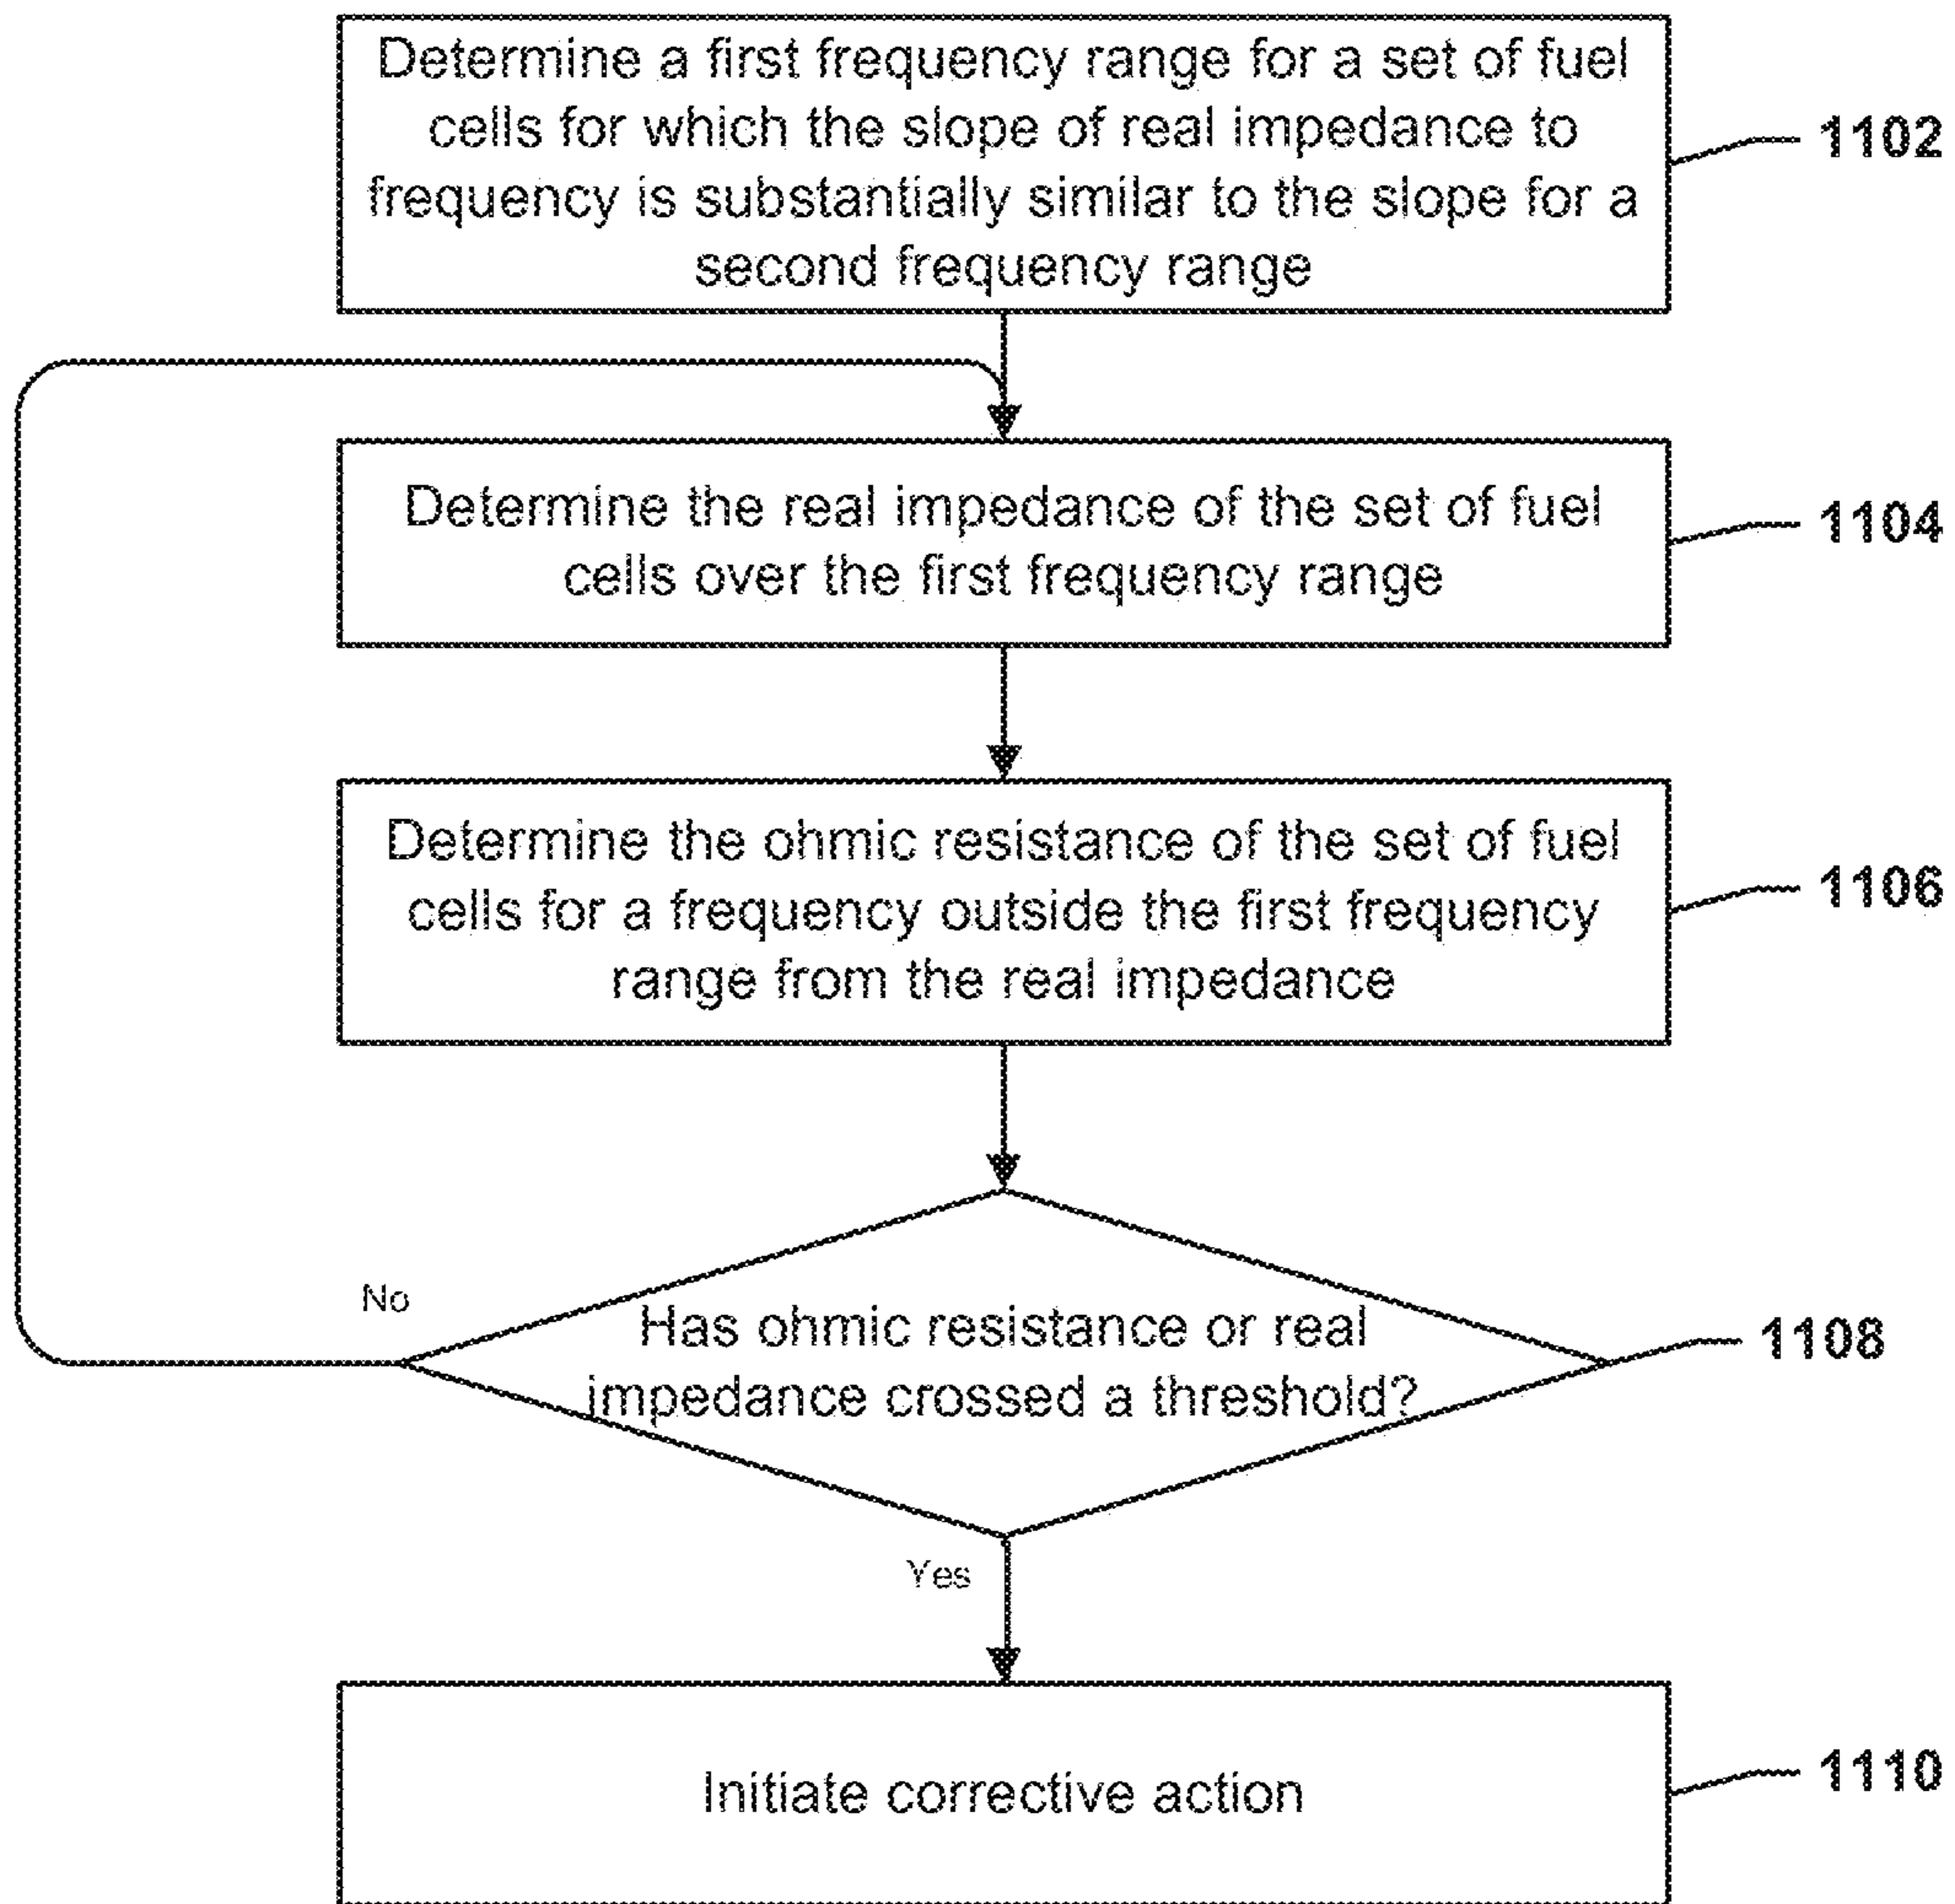 Determine a first frequency range for a set of fuel
cells for which the slope of real impedance to
frequency is substantially similar to the slope for a
second frequency range
1102
Determine the real impedance of the set of fuel
cells over the first frequency range
1104
Determine the ohmic resistance of the set of fuel
cells for a frequency outside the first frequency
range from the real impedance
1106
No
Has ohmic resistance or real
impedance crossed a threshold?
1108
Yes
Initiate corrective action
1110